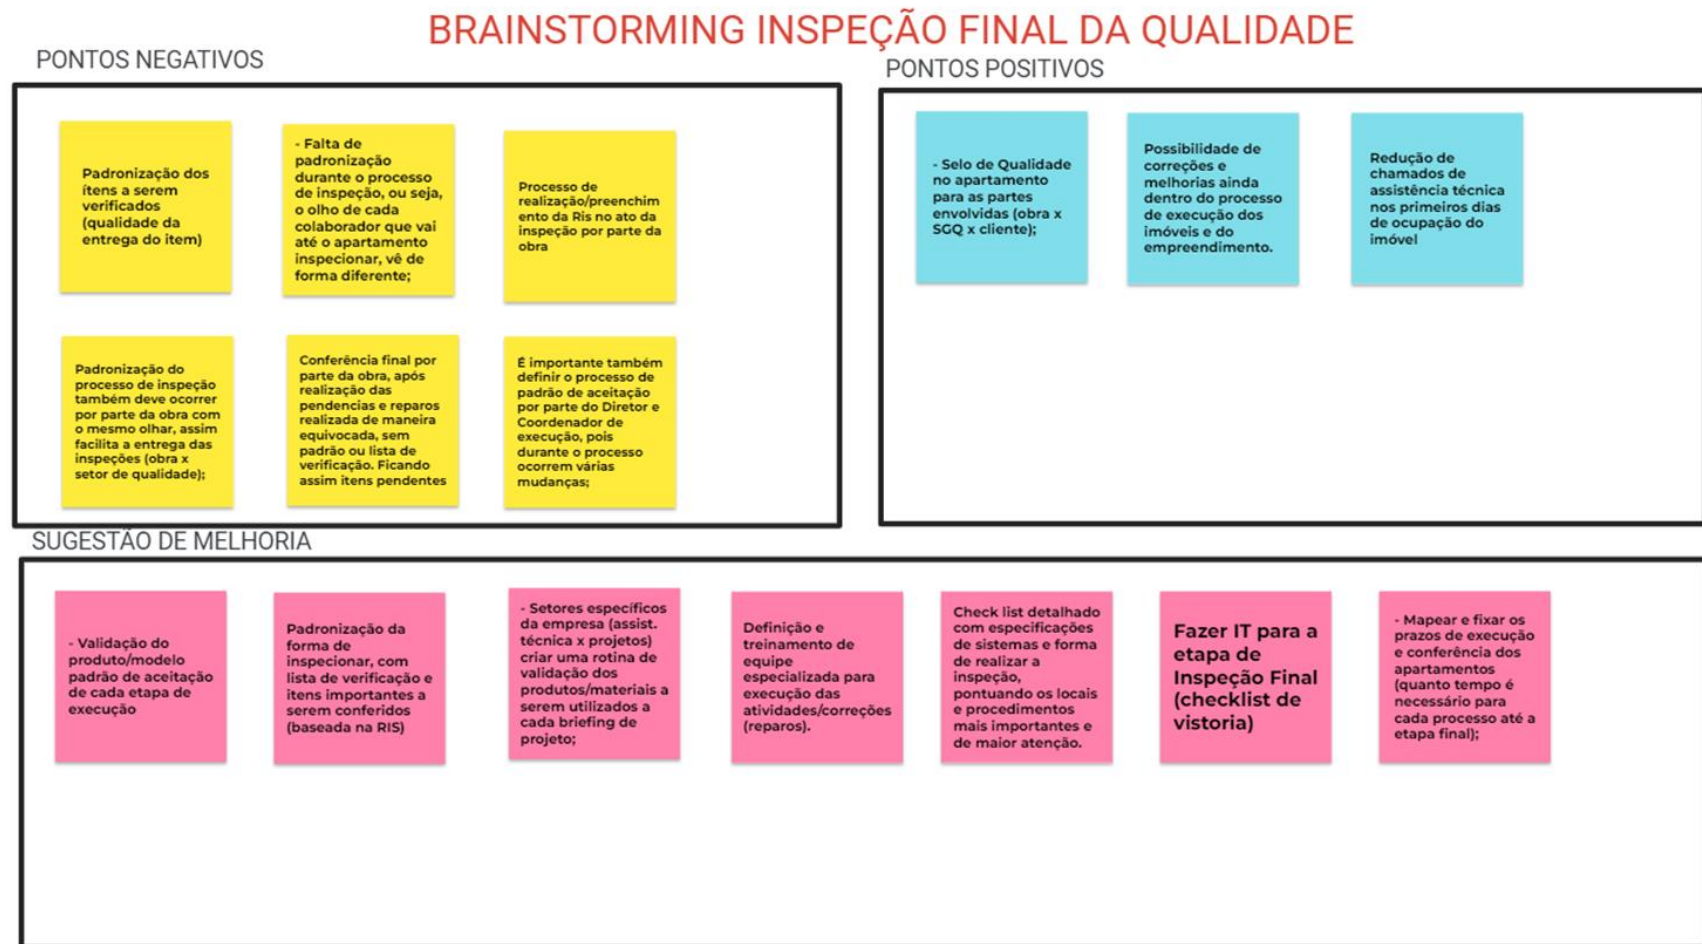 BRAINSTORMING INSPEÇÃO FINAL DA QUALIDADE
PONTOS NEGATIVOS
Padronização dos
ítens a serem
verificados
(qualidade da
entrega do item)
- Falta de
padronização
durante o processo
de inspeção, ou seja,
o olho de cada
colaborador que vai
até o apartamento
inspecionar, vê de
forma diferente;
Processo de
realização/preenchim
ento da Ris no ato da
inspeção por parte da
obra
Padronização do
processo de inspeção
também deve ocorrer
por parte da obra com
o mesmo olhar, assim
facilita a entrega das
inspeções (obra x
setor de qualidade);
Conferência final por
parte da obra, após
realização das
pendencias e reparos
realizada de maneira
equivocada, sem
padrão ou lista de
verificação. Ficando
assim itens pendentes
É importante também
definir o processo de
padrão de aceitação
por parte do Diretor e
Coordenador de
execução, pois
durante o processo
ocorrem várias
mudanças;
PONTOS POSITIVOS
- Selo de Qualidade
no apartamento
para as partes
envolvidas (obra x
SGQ x cliente);
Possibilidade de
correções e
melhorias ainda
dentro do processo
de execução dos
imóveis e do
empreendimento.
Redução de
chamados de
assistência técnica
nos primeiros dias
de ocupação do
imóvel
SUGESTÃO DE MELHORIA
- Validação do
produto/modelo
padrão de aceitação
de cada etapa de
execução
Padronização da
forma de
inspecionar, com
lista de verificação e
itens importantes a
serem conferidos
(baseada na RIS)
- Setores específicos
da empresa (assist.
técnica x projetos)
criar uma rotina de
validação dos
produtos/materiais a
serem utilizados a
cada briefing de
projeto;
Definição e
treinamento de
equipe
especializada para
execução das
atividades/correções
(reparos).
Check list detalhado
com especificações
de sistemas e forma
de realizar a
inspeção,
pontuando os locais
e procedimentos
mais importantes e
de maior atenção.
Fazer IT para a
etapa de
Inspeção Final
(checklist de
vistoria)
- Mapear e fixar os
prazos de execução
e conferência dos
apartamentos
(quanto tempo é
necessário para
cada processo até a
etapa final);